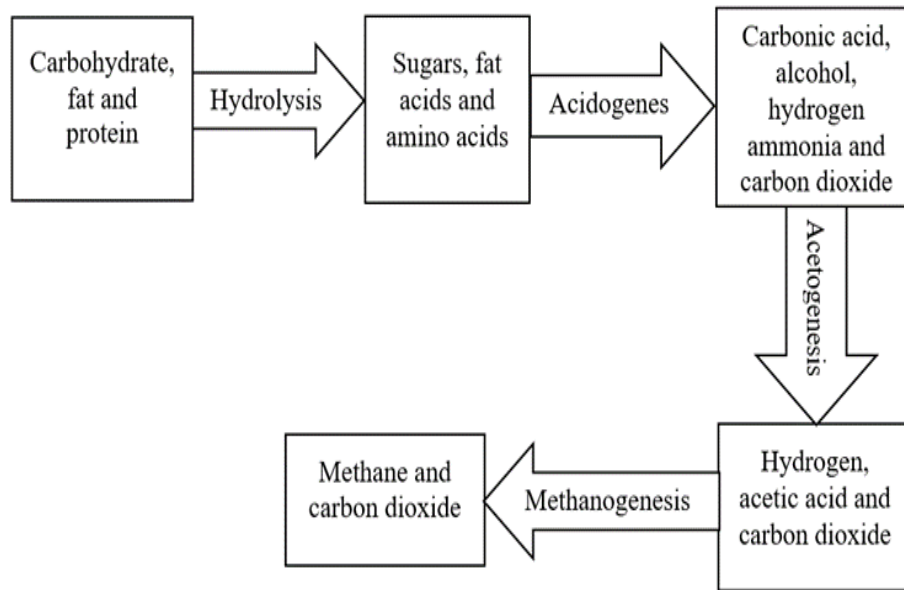 Carbohydrate,
fat and
protein
Hydrolysis
Sugars, fat
acids and
amino acids
Acidogenes
Carbonic acid,
alcohol,
hydrogen
ammonia and
carbon dioxide
Acetogenesis
Hydrogen,
acetic acid and
carbon dioxide
Methanogenesis
Methane and
carbon dioxide